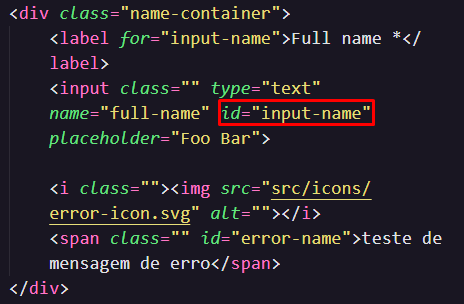 <div class="name-container">
<label for="input-name">Full name *</
label>
<input class="" type="text"
name="full-name" id="input-name"
placeholder="Foo Bar">
<i class=""><img src="src/icons/
error-icon.svg" alt=""></i>
<span class="" id="error-name">teste de
mensagem de erro</span>
</div>